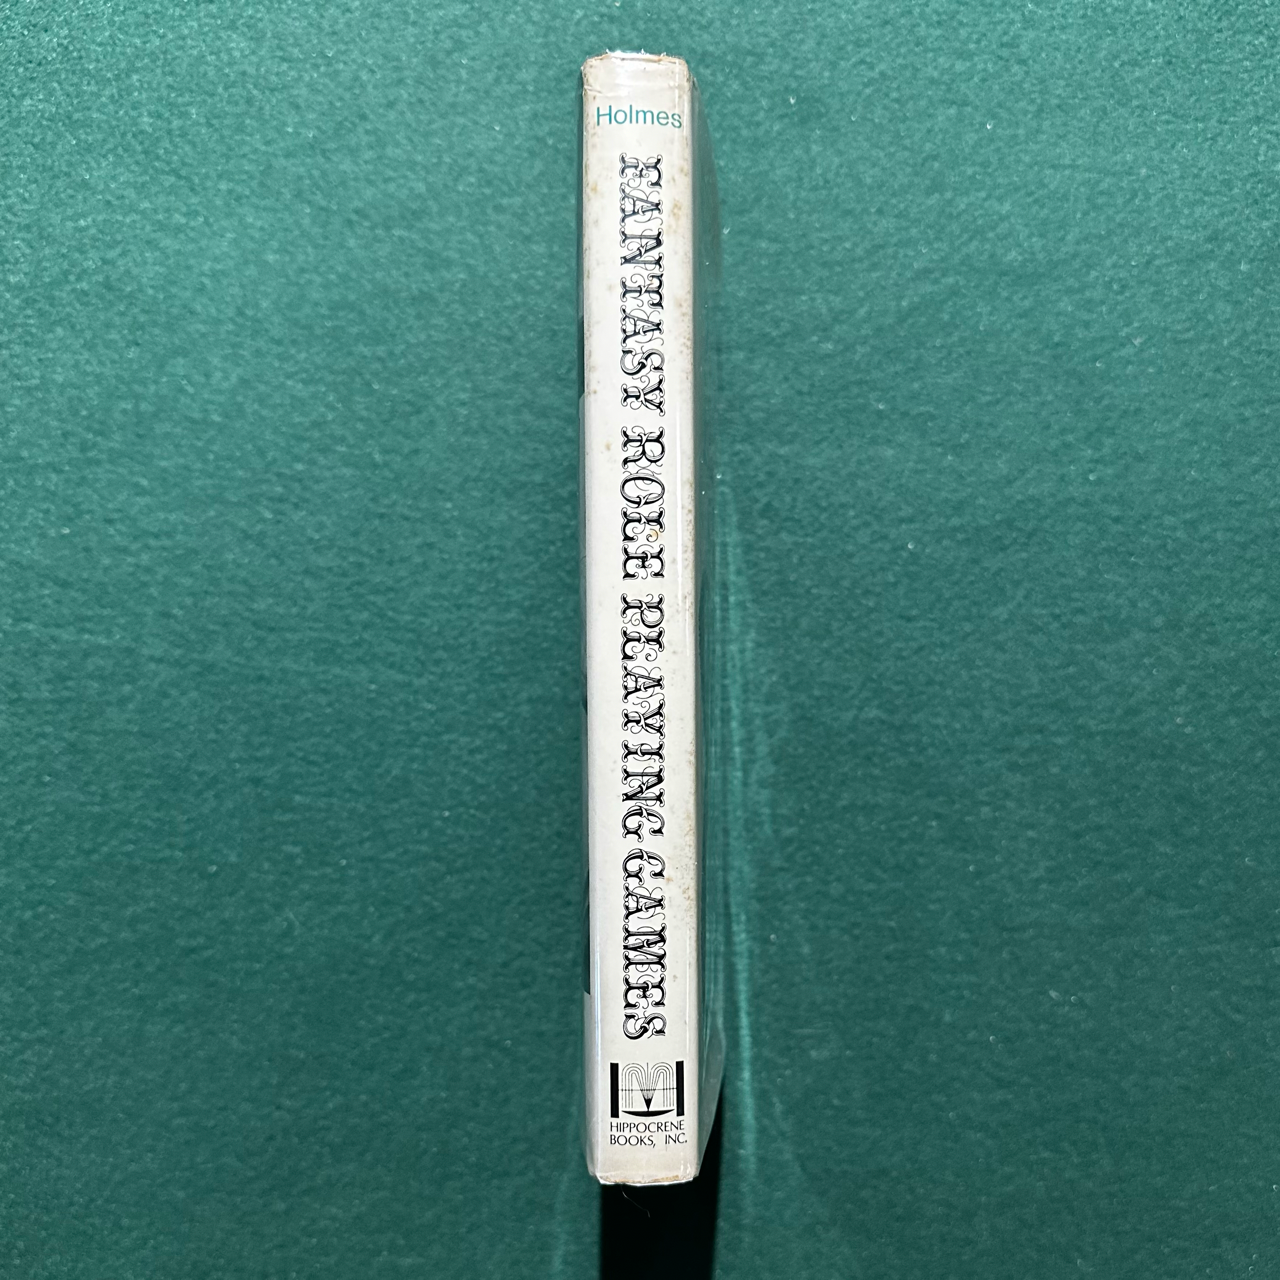 Holmes
FANTASY ROLE PLAYING GAMES
HIPPOCRENE
BOOKS, INC.